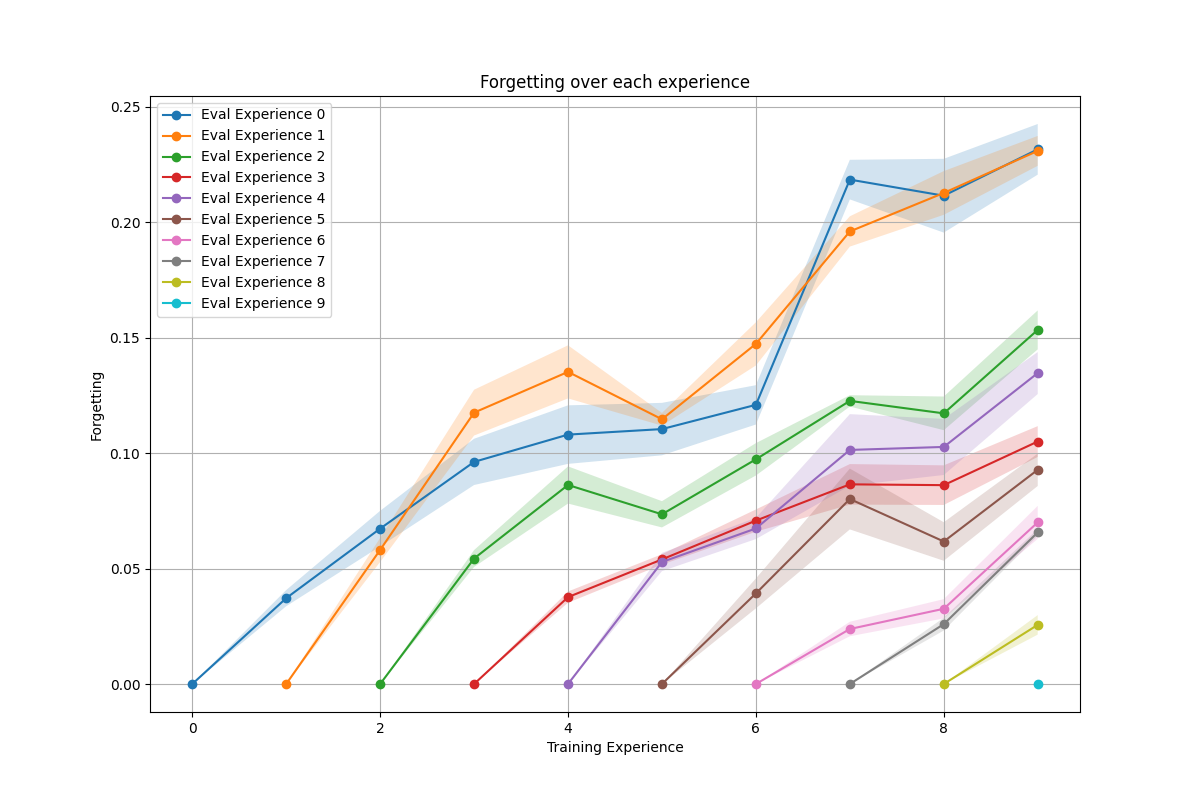 Forgetting over each experience
0.25
0.20
0.15
0.10
0.05
0.00
Forgetting
Eval Experience 0
Eval Experience 1
Eval Experience 2
Eval Experience 3
Eval Experience 4
Eval Experience 5
Eval Experience 6
Eval Experience 7
Eval Experience 8
Eval Experience 9
0 2 4 6 8
Training Experience